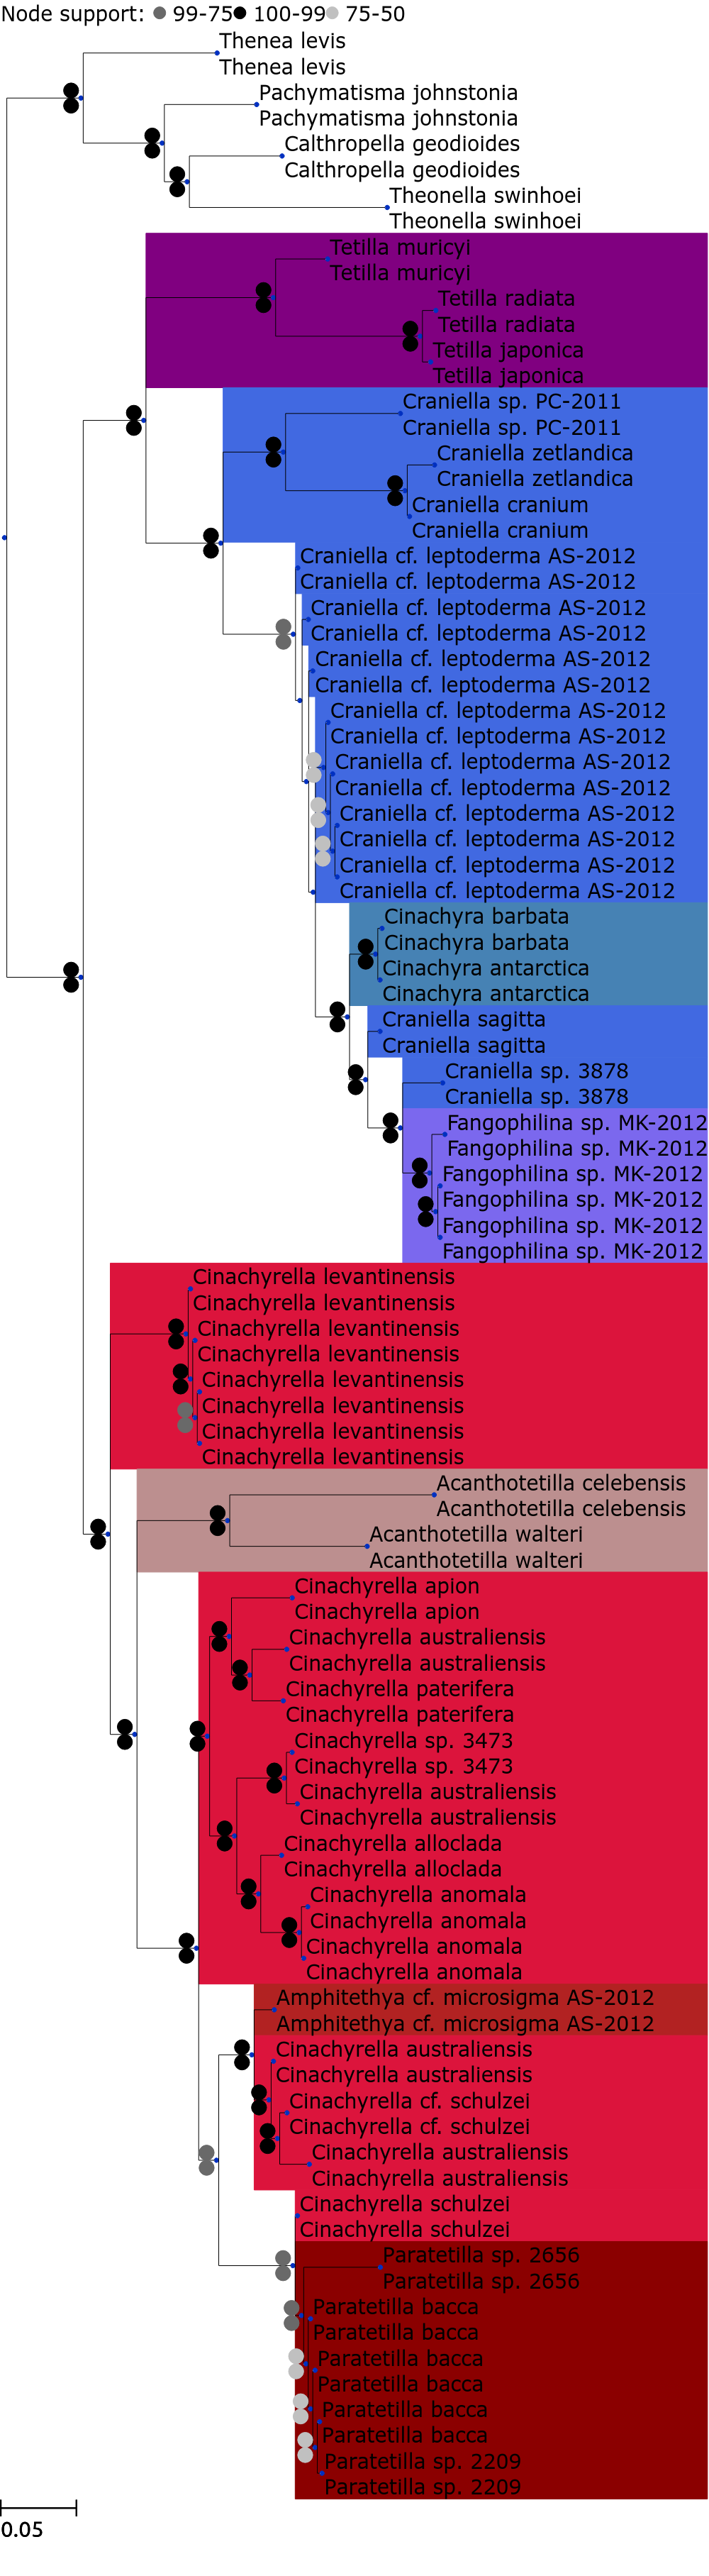 Node support: 99-75 100-99 75-50
Thenea levis
Thenea levis
Pachymatisma johnstonia
Pachymatisma johnstonia
Calthropella geodioides
Calthropella geodioides
Theonella swinhoei
Theonella swinhoei
Tetilla muricyi
Tetilla muricyi
Tetilla radiata
Tetilla radiata
Tetilla japonica
Tetilla japonica
Craniella sp. PC-2011
Craniella sp. PC-2011
Craniella zetlandica
Craniella zetlandica
Craniella cranium
Craniella cranium
Craniella cf. leptoderma AS-2012
Craniella cf. leptoderma AS-2012
Craniella cf. leptoderma AS-2012
Craniella cf. leptoderma AS-2012
Craniella cf. leptoderma AS-2012
Craniella cf. leptoderma AS-2012
Craniella cf. leptoderma AS-2012
Craniella cf. leptoderma AS-2012
Craniella cf. leptoderma AS-2012
Craniella cf. leptoderma AS-2012
Craniella cf. leptoderma AS-2012
Craniella cf. leptoderma AS-2012
Craniella cf. leptoderma AS-2012
Craniella cf. leptoderma AS-2012
Cinachyra barbata
Cinachyra barbata
Cinachyra antarctica
Cinachyra antarctica
Craniella sagitta
Craniella sagitta
Craniella sp. 3878
Craniella sp. 3878
Fangophilina sp. MK-2012
Fangophilina sp. MK-2012
Fangophilina sp. MK-2012
Fangophilina sp. MK-2012
Fangophilina sp. MK-2012
Fangophilina sp. MK-2012
Cinachyrella levantinensis
Cinachyrella levantinensis
Cinachyrella levantinensis
Cinachyrella levantinensis
Cinachyrella levantinensis
Cinachyrella levantinensis
Cinachyrella levantinensis
Cinachyrella levantinensis
Acanthotetilla celebensis
Acanthotetilla celebensis
Acanthotetilla walteri
Acanthotetilla walteri
Cinachyrella apion
Cinachyrella apion
Cinachyrella australiensis
Cinachyrella australiensis
Cinachyrella paterifera
Cinachyrella paterifera
Cinachyrella sp. 3473
Cinachyrella sp. 3473
Cinachyrella australiensis
Cinachyrella australiensis
Cinachyrella alloclada
Cinachyrella alloclada
Cinachyrella anomala
Cinachyrella anomala
Cinachyrella anomala
Cinachyrella anomala
Amphitethya cf. microsigma AS-2012
Amphitethya cf. microsigma AS-2012
Cinachyrella australiensis
Cinachyrella australiensis
Cinachyrella cf. schulzei
Cinachyrella cf. schulzei
Cinachyrella australiensis
Cinachyrella australiensis
Cinachyrella schulzei
Cinachyrella schulzei
Paratetilla sp. 2656
Paratetilla sp. 2656
Paratetilla bacca
Paratetilla bacca
Paratetilla bacca
Paratetilla bacca
Paratetilla bacca
Paratetilla bacca
Paratetilla sp. 2209
Paratetilla sp. 2209
0.05